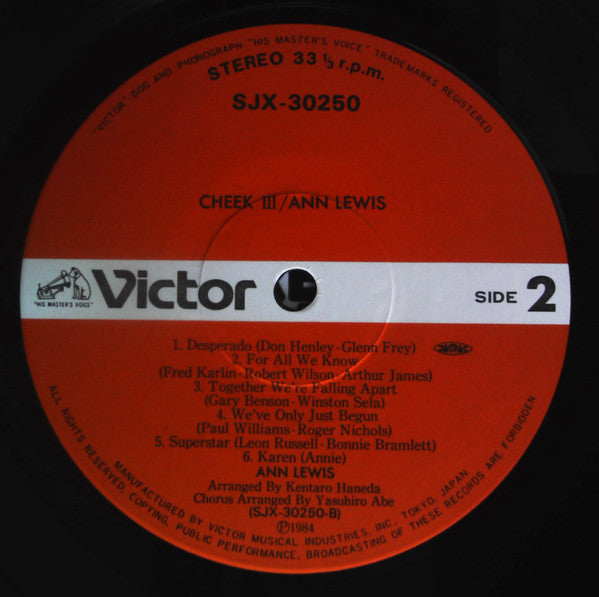 "VICTOR" DOG AND PHONOGRAPH "HIS MASTER'S VOICE" TRADEMARKS REGISTERED
STEREO 33 ⅓ r.p.m.
SJX-30250
CHEEK III/ANN LEWIS
"HIS MASTER'S VOICE"
Victor
SIDE 2
1. Desperado (Don Henley-Glenn Frey)
JASRAC
2. For All We Know
(Fred Karlin-Robert Wilson-Arthur James)
3. Together We're Falling Apart
(Gary Benson-Winston Sela)
4. We've Only Just Begun
(Paul Williams-Roger Nichols)
5. Superstar (Leon Russell-Bonnie Bramlett)
6. Karen (Annie)
ANN LEWIS
Arranged By Kentaro Haneda
Chorus Arranged By Yasuhiro Abe
(SJX-30250-B)
℗1984
MANUFACTURED BY VICTOR MUSICAL INDUSTRIES, INC., TOKYO, JAPAN
ALL RIGHTS RESERVED, COPYING, PUBLIC PERFORMANCE, BROADCASTING OF THESE RECORDS ARE FORBIDDEN